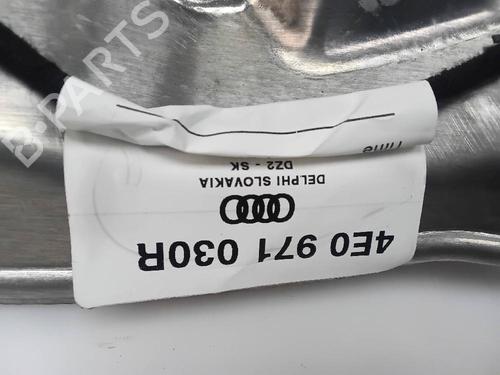 4E0 971 030R
DELPHI SLOVAKIA
DZ2 - SK
B-PARTS